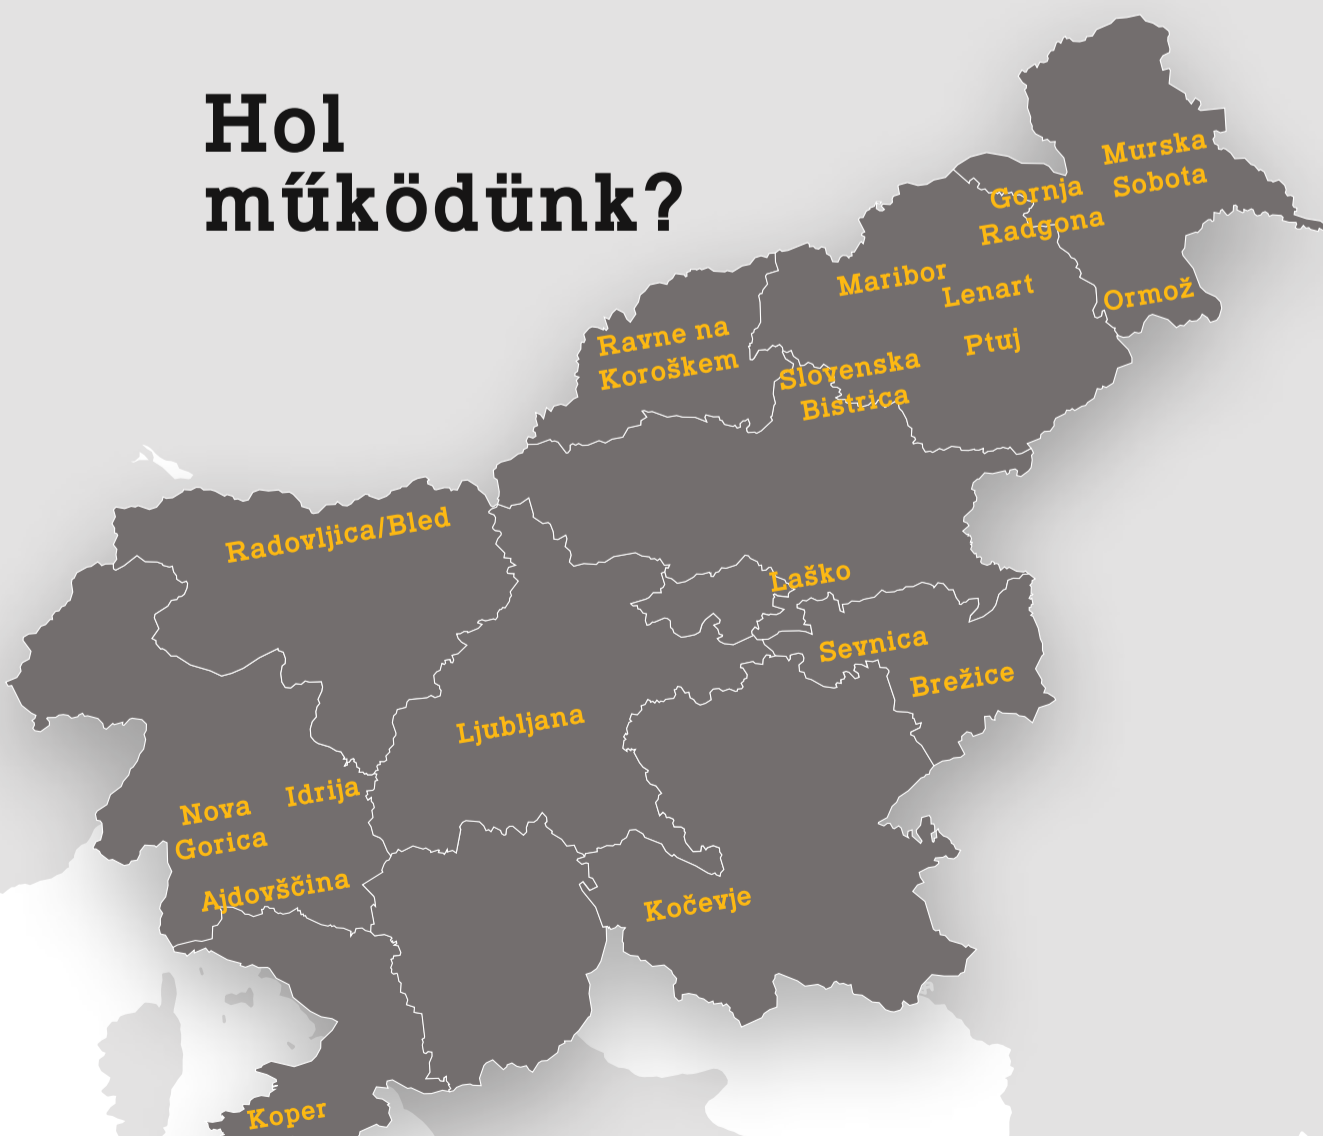 Hol
működünk?
Murska
Sobota
Gornja
Radgona
Maribor
Lenart
Ormož
Ravne na
Koroškem
Ptuj
Slovenska
Bistrica
Radovljica/Bled
Laško
Sevnica
Brežice
Ljubljana
Idrija
Nova
Gorica
Ajdovščina
Kočevje
Koper